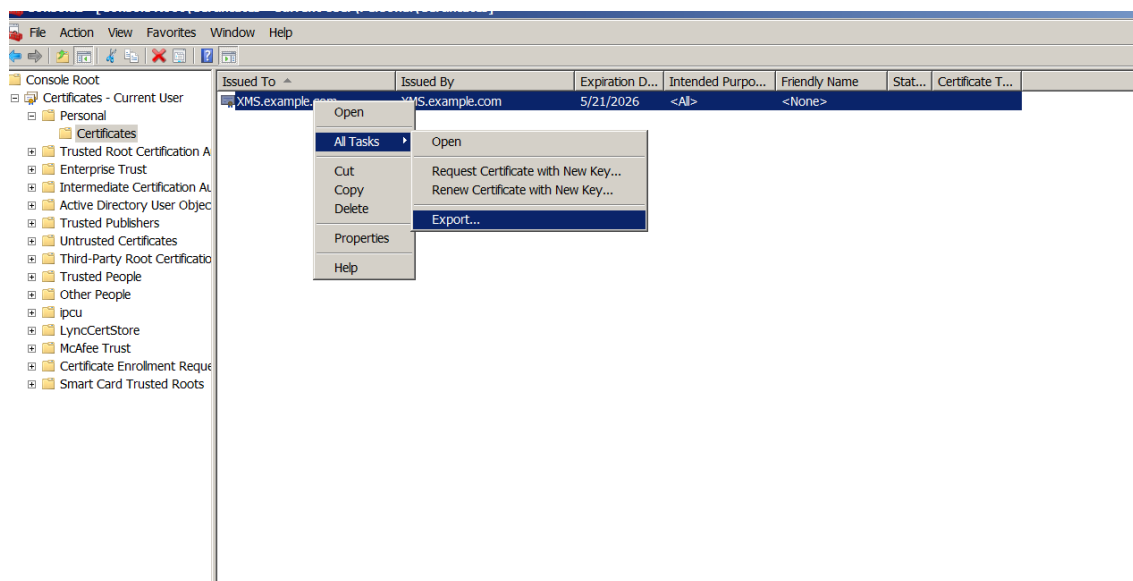 File Action View Favorites Window Help
Console Root
Issued To Issued By Expiration D... Intended Purpo... Friendly Name Stat... Certificate T...
Certificates - Current User
XMS.example.com XMS.example.com 5/21/2026 <All> <None>
Personal
Certificates
Trusted Root Certification A
Enterprise Trust
Intermediate Certification Au
Active Directory User Objec
Trusted Publishers
Untrusted Certificates
Third-Party Root Certificatio
Trusted People
Other People
ipcu
LyncCertStore
McAfee Trust
Certificate Enrollment Reque
Smart Card Trusted Roots
Open
All Tasks
Cut
Copy
Delete
Properties
Help
Open
Request Certificate with New Key...
Renew Certificate with New Key...
Export...